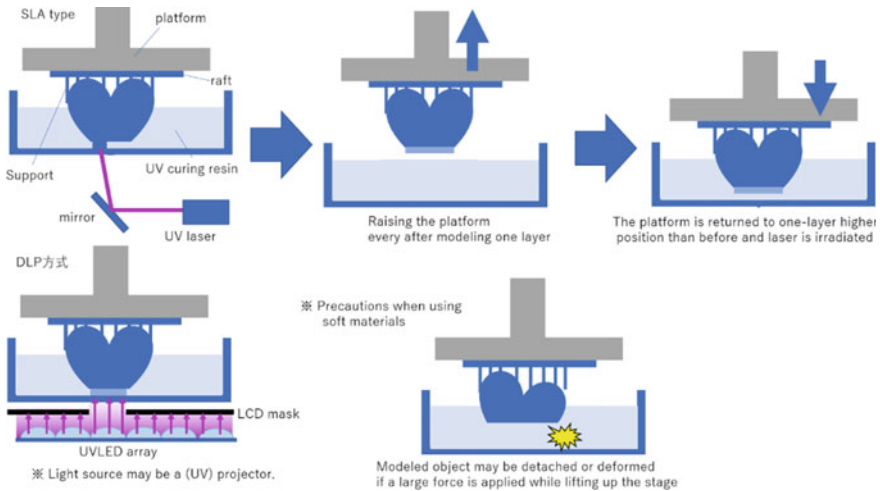 SLA type
platform
raft
Support
UV curing resin
mirror
UV laser
Raising the platform
every after modeling one layer
The platform is returned to one-layer higher
position than before and laser is irradiated
DLP方式
LCD mask
UVLED array
※ Light source may be a (UV) projector.
※ Precautions when using
soft materials
Modeled object may be detached or deformed
if a large force is applied while lifting up the stage